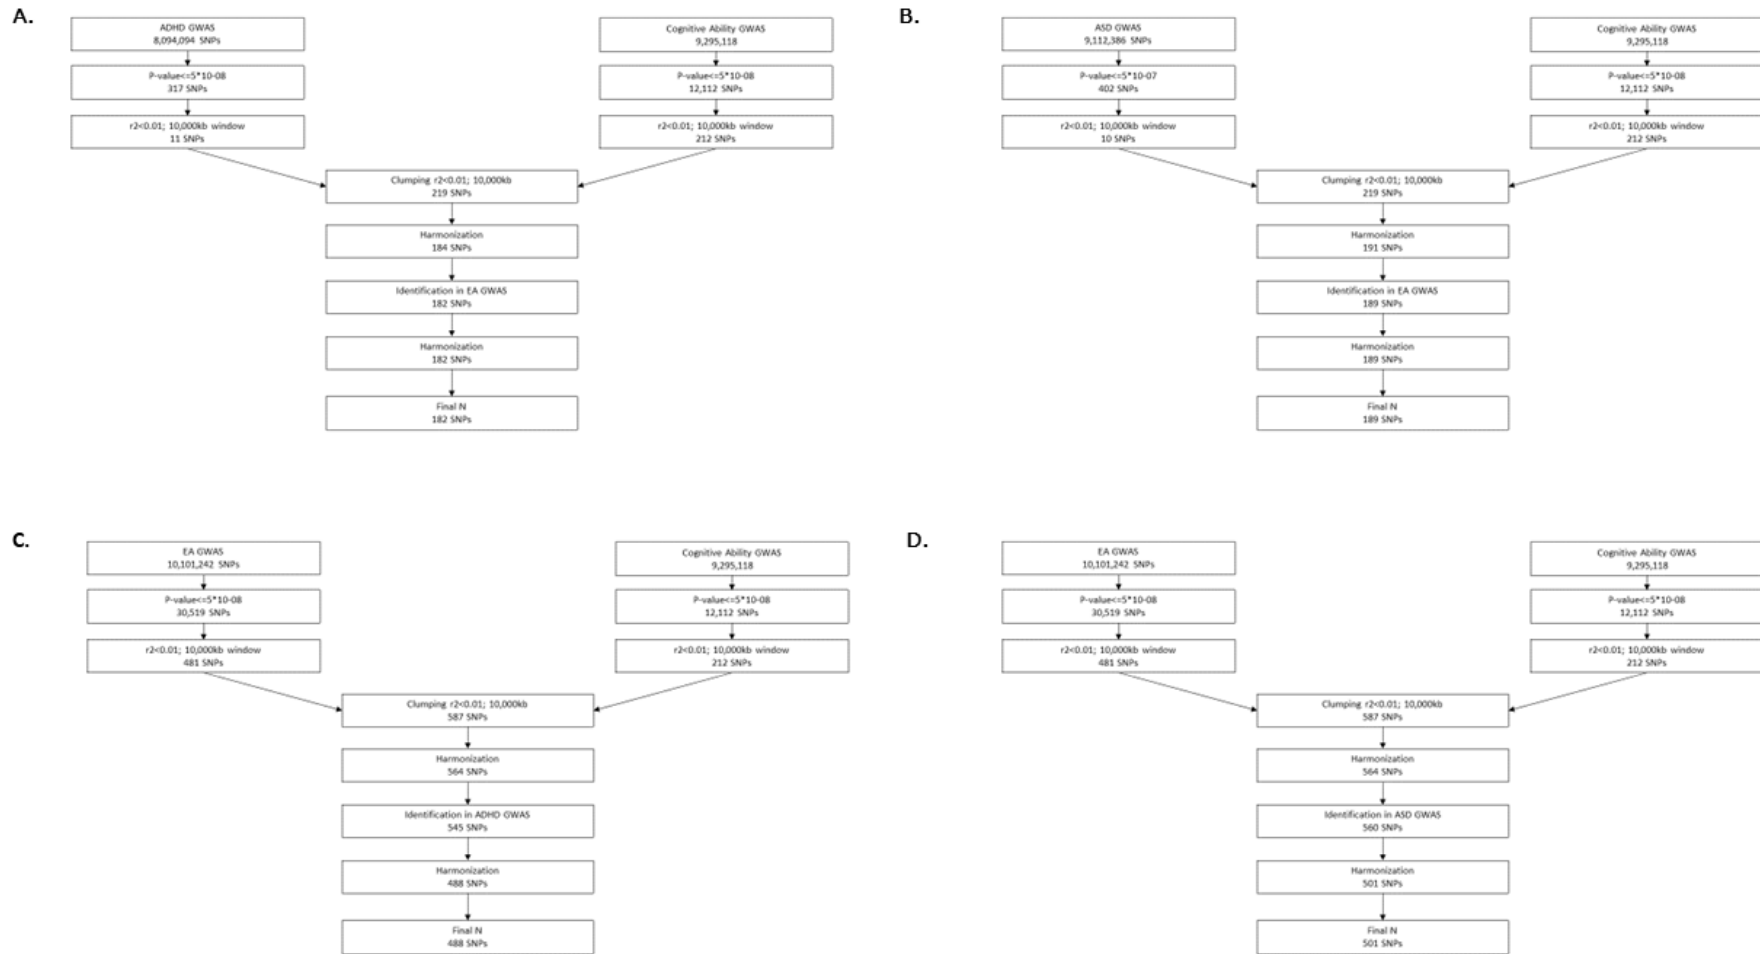 A.
ADHD GWAS
8,094,094 SNPs
P-value<=5*10-08
317 SNPs
r2<0.01; 10,000kb window
11 SNPs
Cognitive Ability GWAS
9,295,118
P-value<=5*10-08
12,112 SNPs
r2<0.01; 10,000kb window
212 SNPs
Clumping r2<0.01; 10,000kb
219 SNPs
Harmonization
184 SNPs
Identification in EA GWAS
182 SNPs
Harmonization
182 SNPs
Final N
182 SNPs
B.
ASD GWAS
9,112,386 SNPs
P-value<=5*10-07
402 SNPs
r2<0.01; 10,000kb window
10 SNPs
Cognitive Ability GWAS
9,295,118
P-value<=5*10-08
12,112 SNPs
r2<0.01; 10,000kb window
212 SNPs
Clumping r2<0.01; 10,000kb
219 SNPs
Harmonization
191 SNPs
Identification in EA GWAS
189 SNPs
Harmonization
189 SNPs
Final N
189 SNPs
C.
EA GWAS
10,101,242 SNPs
P-value<=5*10-08
30,519 SNPs
r2<0.01; 10,000kb window
481 SNPs
Cognitive Ability GWAS
9,295,118
P-value<=5*10-08
12,112 SNPs
r2<0.01; 10,000kb window
212 SNPs
Clumping r2<0.01; 10,000kb
587 SNPs
Harmonization
564 SNPs
Identification in ADHD GWAS
545 SNPs
Harmonization
488 SNPs
Final N
488 SNPs
D.
EA GWAS
10,101,242 SNPs
P-value<=5*10-08
30,519 SNPs
r2<0.01; 10,000kb window
481 SNPs
Cognitive Ability GWAS
9,295,118
P-value<=5*10-08
12,112 SNPs
r2<0.01; 10,000kb window
212 SNPs
Clumping r2<0.01; 10,000kb
587 SNPs
Harmonization
564 SNPs
Identification in ASD GWAS
560 SNPs
Harmonization
501 SNPs
Final N
501 SNPs